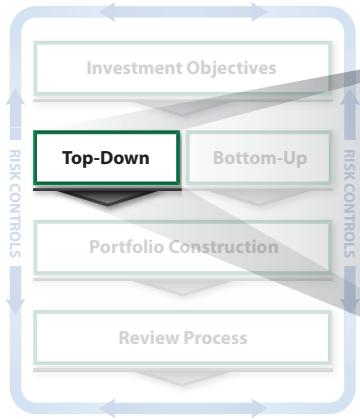 Investment Objectives
Top-Down
Bottom-Up
RISK CONTROLS
RISK CONTROLS
Portfolio Construction
Review Process